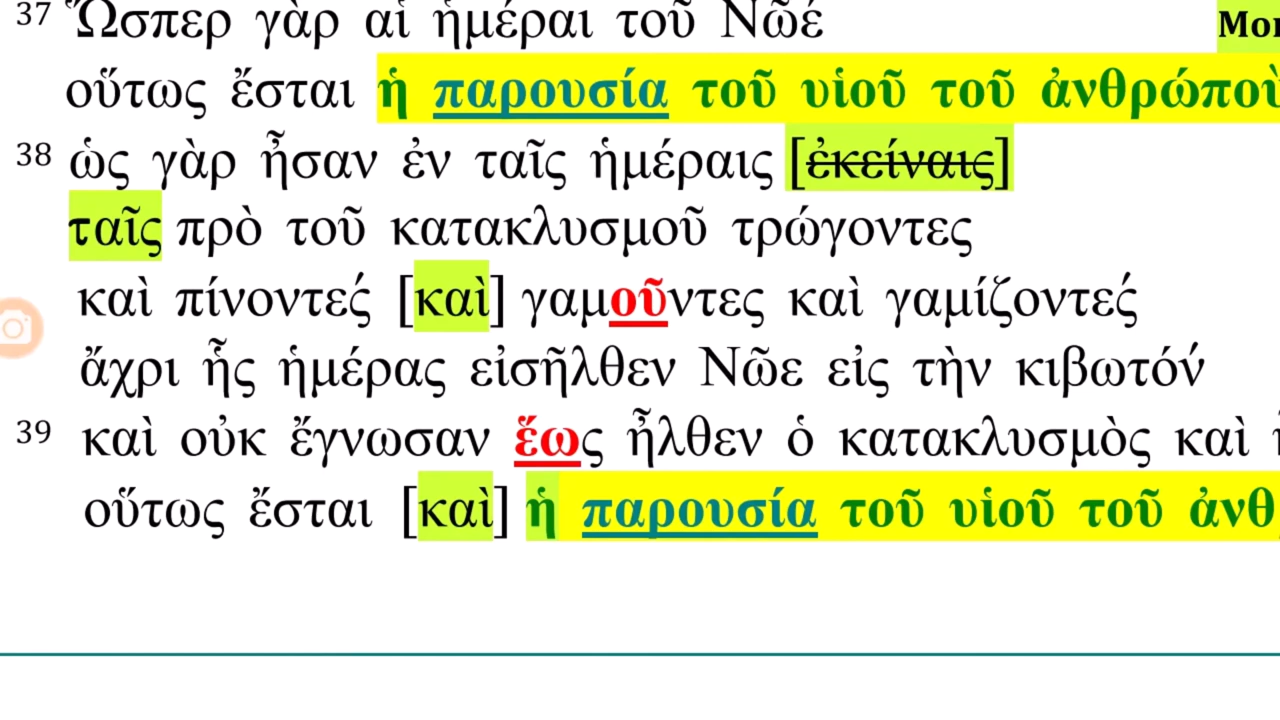 37 Ὥσπερ γὰρ αἱ ἡμέραι τοῦ Νῶέ
οὕτως ἔσται ἡ παρουσία τοῦ υἱοῦ τοῦ ἀνθρώποὺ
38 ὡς γὰρ ἦσαν ἐν ταῖς ἡμέραις [ἐκείναις]
ταῖς πρὸ τοῦ κατακλυσμοῦ τρώγοντες
καὶ πίνοντες́ [καὶ] γαμοῦντες καὶ γαμίζοντες́
ἄχρι ἧς ἡμέρας εἰσῆλθεν Νῶε εἰς τὴν κιβωτόν́
39 καὶ οὐκ ἔγνωσαν ἕως ἦλθεν ὁ κατακλυσμὸς καὶ
οὕτως ἔσται [καὶ] ἡ παρουσία τοῦ υἱοῦ τοῦ ἀνθ